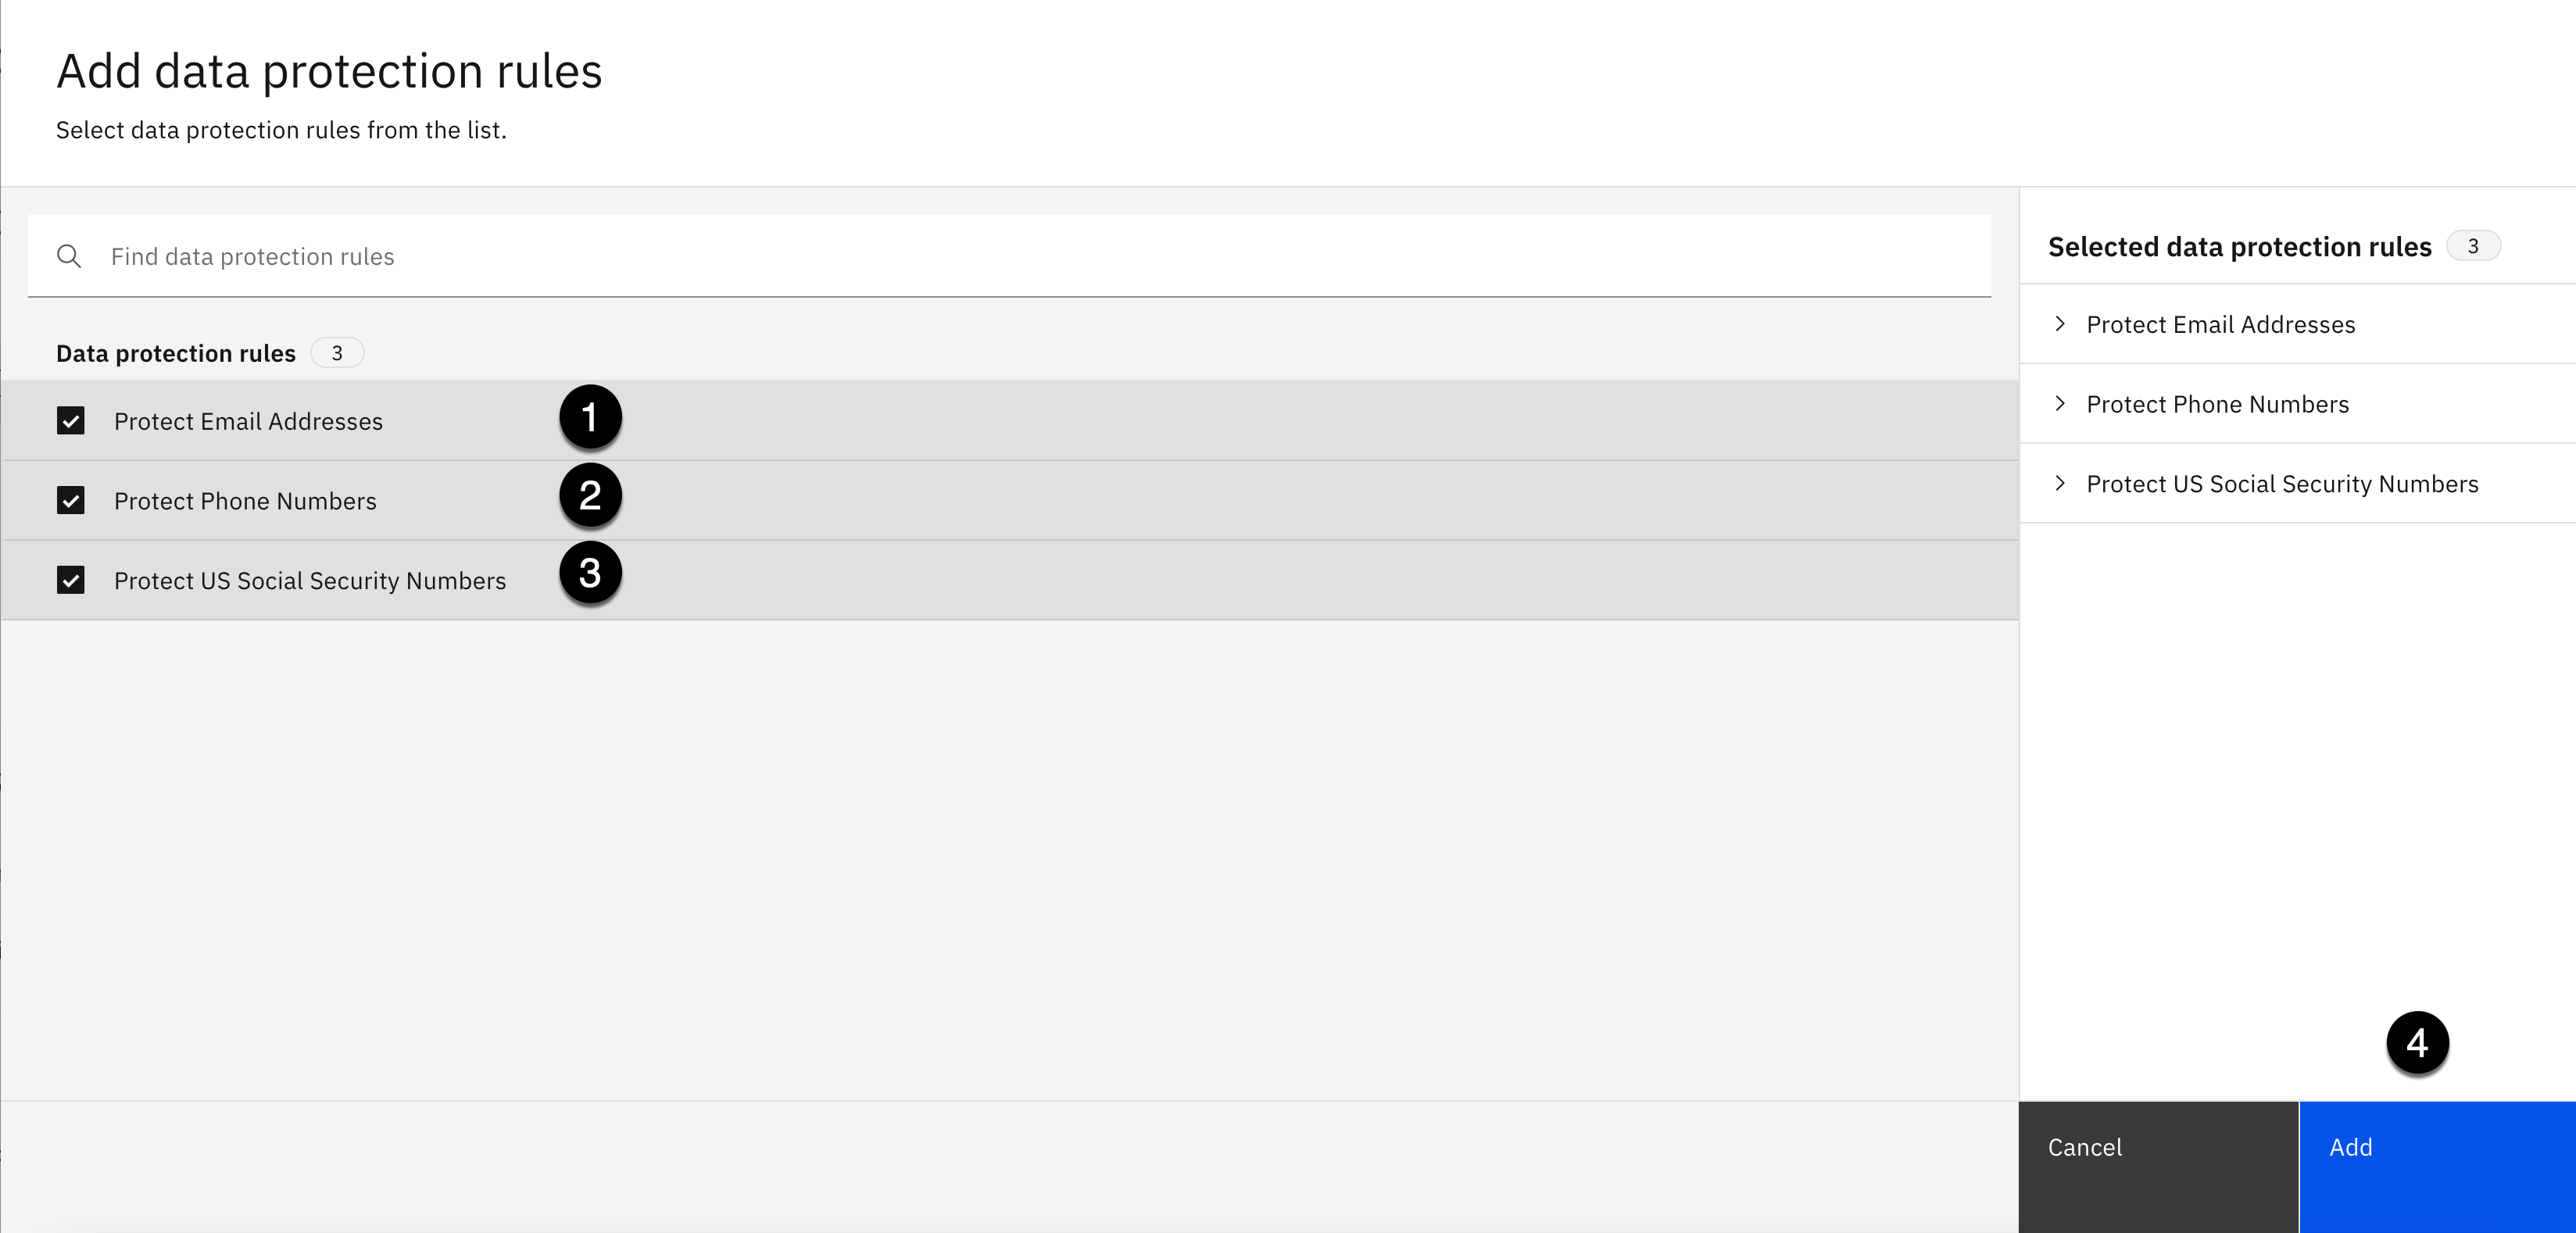 Add data protection rules
Select data protection rules from the list.
Find data protection rules
Data protection rules 3
Protect Email Addresses 1
Protect Phone Numbers 2
Protect US Social Security Numbers 3
Selected data protection rules 3
Protect Email Addresses
Protect Phone Numbers
Protect US Social Security Numbers
4
Cancel
Add